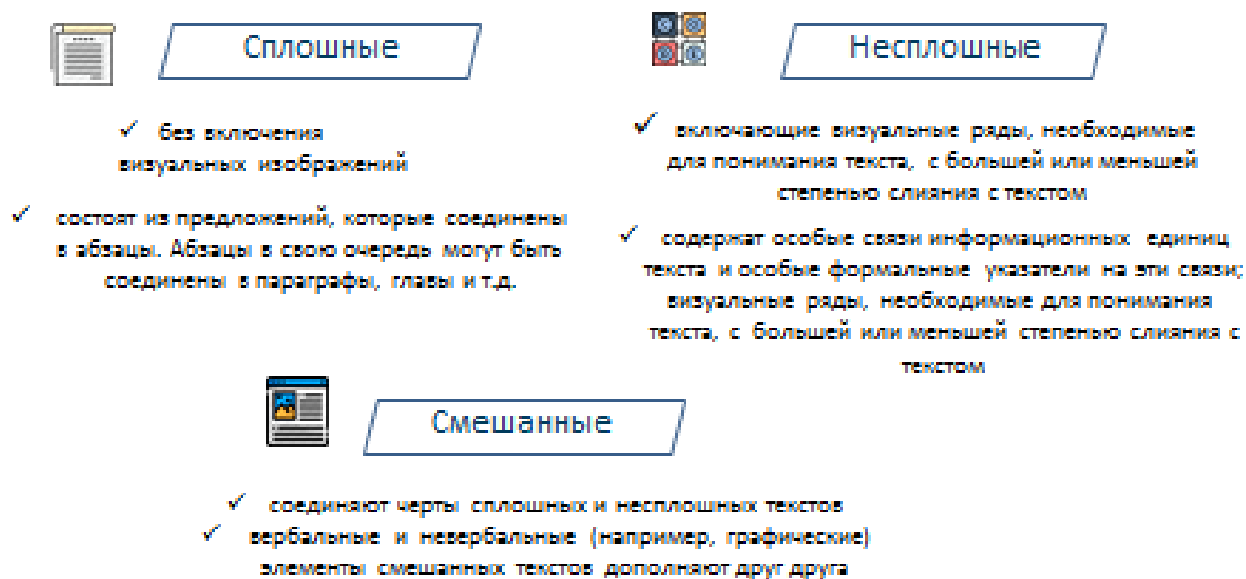 Сплошные
✓ без включения
визуальных изображений
✓ состоят из предложений, которые соединены
в абзацы. Абзацы в свою очередь могут быть
соединены в параграфы, главы и т.д.
Несплошные
✓ включающие визуальные ряды, необходимые
для понимания текста, с большей или меньшей
степенью слияния с текстом
✓ содержат особые связи информационных единиц
текста и особые формальные указатели на эти связи;
визуальные ряды, необходимые для понимания
текста, с большей или меньшей степенью слияния с
текстом
Смешанные
✓ соединяют черты сплошных и несплошных текстов
✓ вербальные и невербальные (например, графические)
элементы смешанных текстов дополняют друг друга